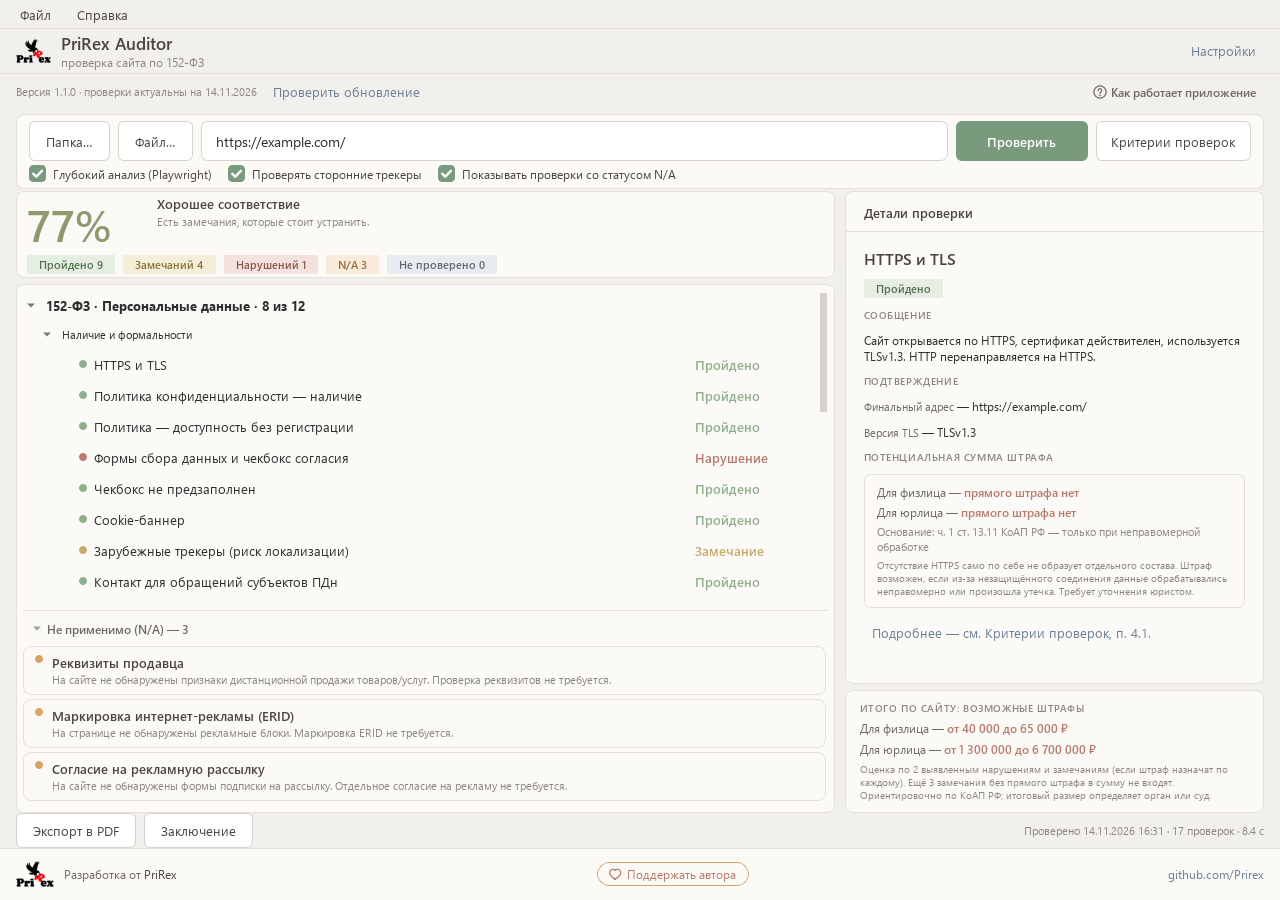 Файл Справка
PriRex
PriRex Auditor
проверка сайта по 152-ФЗ
Настройки
Версия 1.1.0 · проверки актуальны на 14.11.2026 Проверить обновление
Как работает приложение
Папка...
Файл...
https://example.com/
Проверить
Критерии проверок
Глубокий анализ (Playwright)
Проверять сторонние трекеры
Показывать проверки со статусом N/A
77%
Хорошее соответствие
Есть замечания, которые стоит устранить.
Пройдено 9 Замечаний 4 Нарушений 1 N/A 3 Не проверено 0
152-ФЗ · Персональные данные · 8 из 12
Наличие и формальности
HTTPS и TLS Пройдено
Политика конфиденциальности — наличие Пройдено
Политика — доступность без регистрации Пройдено
Формы сбора данных и чекбокс согласия Нарушение
Чекбокс не предзаполнен Пройдено
Cookie-баннер Пройдено
Зарубежные трекеры (риск локализации) Замечание
Контакт для обращений субъектов ПДн Пройдено
Не применимо (N/A) — 3
Реквизиты продавца
На сайте не обнаружены признаки дистанционной продажи товаров/услуг. Проверка реквизитов не требуется.
Маркировка интернет-рекламы (ERID)
На странице не обнаружены рекламные блоки. Маркировка ERID не требуется.
Согласие на рекламную рассылку
На сайте не обнаружены формы подписки на рассылку. Отдельное согласие на рекламу не требуется.
Детали проверки
HTTPS и TLS
Пройдено
СООБЩЕНИЕ
Сайт открывается по HTTPS, сертификат действителен, используется
TLSv1.3. HTTP перенаправляется на HTTPS.
ПОДТВЕРЖДЕНИЕ
Финальный адрес — https://example.com/
Версия TLS — TLSv1.3
ПОТЕНЦИАЛЬНАЯ СУММА ШТРАФА
Для физлица — прямого штрафа нет
Для юрлица — прямого штрафа нет
Основание: ч. 1 ст. 13.11 КоАП РФ — только при неправомерной
обработке
Отсутствие HTTPS само по себе не образует отдельного состава. Штраф
возможен, если из-за незащищённого соединения данные обрабатывались
неправомерно или произошла утечка. Требует уточнения юристом.
Подробнее — см. Критерии проверок, п. 4.1.
ИТОГО ПО САЙТУ: ВОЗМОЖНЫЕ ШТРАФЫ
Для физлица — от 40 000 до 65 000 ₽
Для юрлица — от 1 300 000 до 6 700 000 ₽
Оценка по 2 выявленным нарушениям и замечаниям (если штраф назначат по
каждому). Ещё 3 замечания без прямого штрафа в сумму не входят.
Ориентировочно по КоАП РФ; итоговый размер определяет орган или суд.
Экспорт в PDF
Заключение
Проверено 14.11.2026 16:31 · 17 проверок · 8.4 с
PriRex
Разработка от PriRex
Поддержать автора
github.com/Prirex